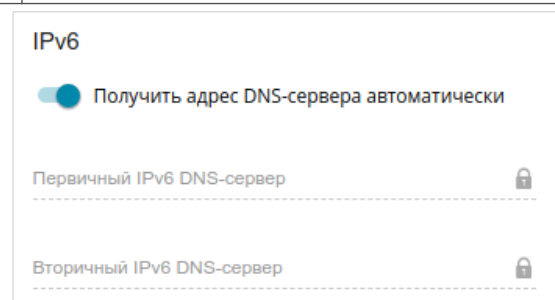 IPv6
Получить адрес DNS-сервера автоматически
Первичный IPv6 DNS-сервер
Вторичный IPv6 DNS-сервер